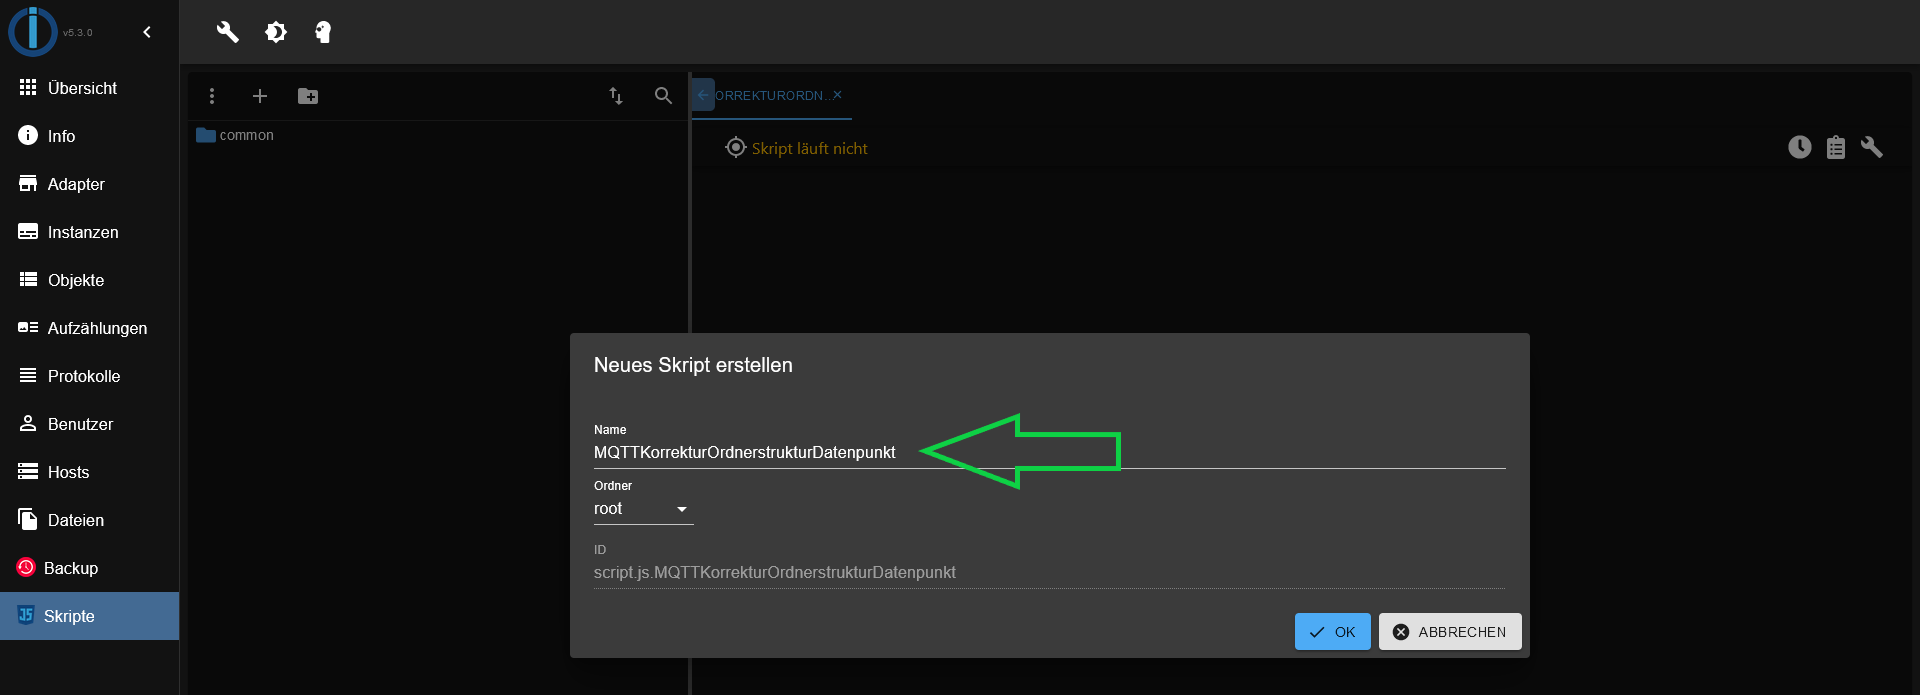 v5.3.0
Übersicht
Info
Adapter
Instanzen
Objekte
Aufzählungen
Protokolle
Benutzer
Hosts
Dateien
Backup
Skripte
common
ORREKTURORDN...
Skript läuft nicht
Neues Skript erstellen
Name
MQTTKorrekturOrdnerstrukturDatenpunkt
Ordner
root
ID
script.js.MQTTKorrekturOrdnerstrukturDatenpunkt
OK
ABBRECHEN